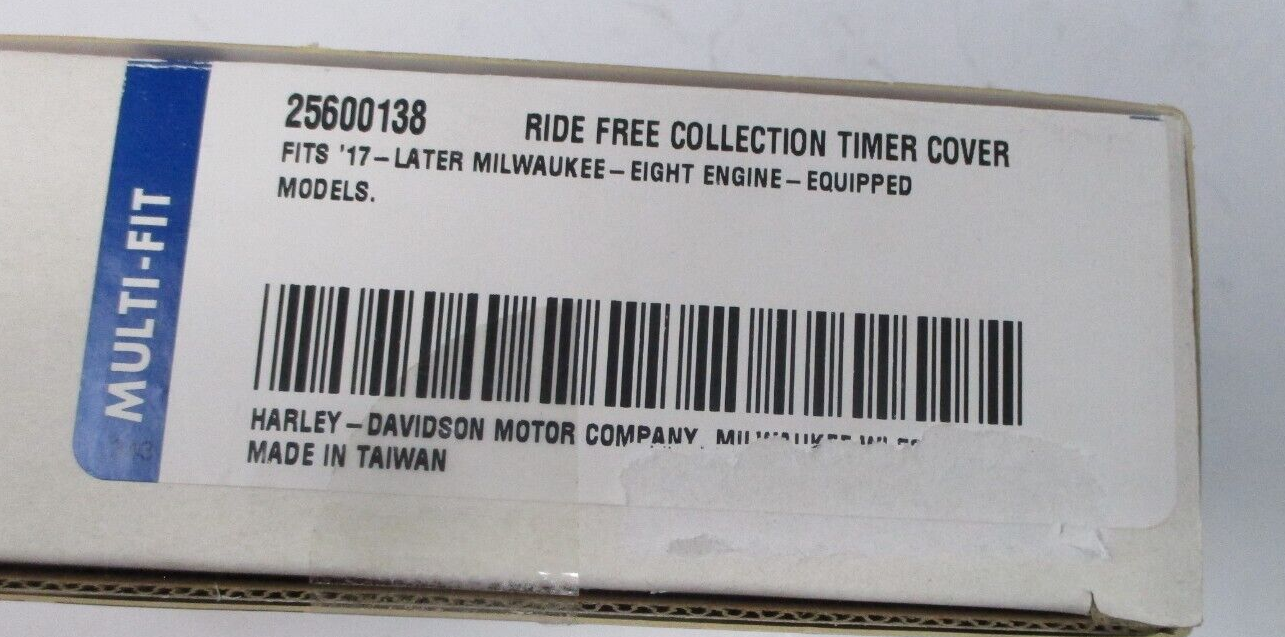 25600138 RIDE FREE COLLECTION TIMER COVER
FITS '17-LATER MILWAUKEE-EIGHT ENGINE-EQUIPPED
MODELS.
MULTI-FIT
HARLEY-DAVIDSON MOTOR COMPANY, MILWAUKEE
MADE IN TAIWAN